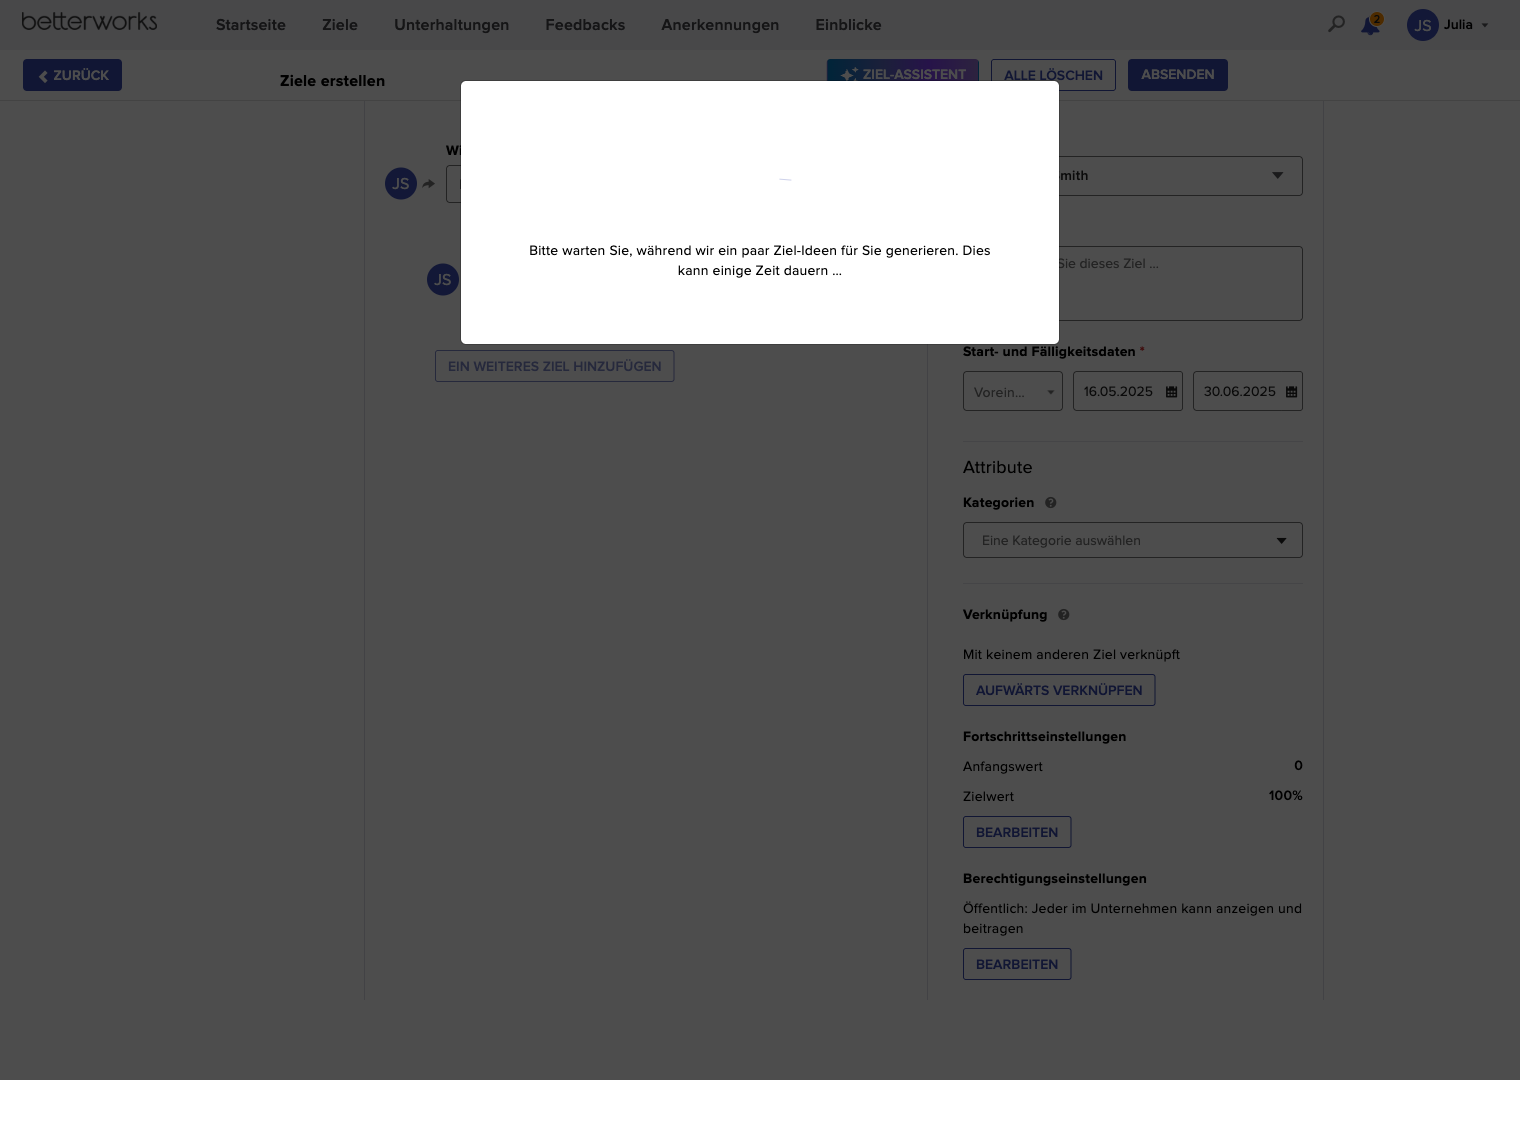 betterworks
Startseite
Ziele
Unterhaltungen
Feedbacks
Anerkennungen
Einblicke
2
JS
Julia
ZURÜCK
Ziele erstellen
ZIEL-ASSISTENT
ALLE LÖSCHEN
ABSENDEN
JS
JS
Bitte warten Sie, während wir ein paar Ziel-Ideen für Sie generieren. Dies
kann einige Zeit dauern ...
EIN WEITERES ZIEL HINZUFÜGEN
mith
Sie dieses Ziel ...
Start- und Fälligkeitsdaten *
Vorein...
16.05.2025
30.06.2025
Attribute
Kategorien ?
Eine Kategorie auswählen
Verknüpfung ?
Mit keinem anderen Ziel verknüpft
AUFWÄRTS VERKNÜPFEN
Fortschrittseinstellungen
Anfangswert 0
Zielwert 100%
BEARBEITEN
Berechtigungseinstellungen
Öffentlich: Jeder im Unternehmen kann anzeigen und
beitragen
BEARBEITEN